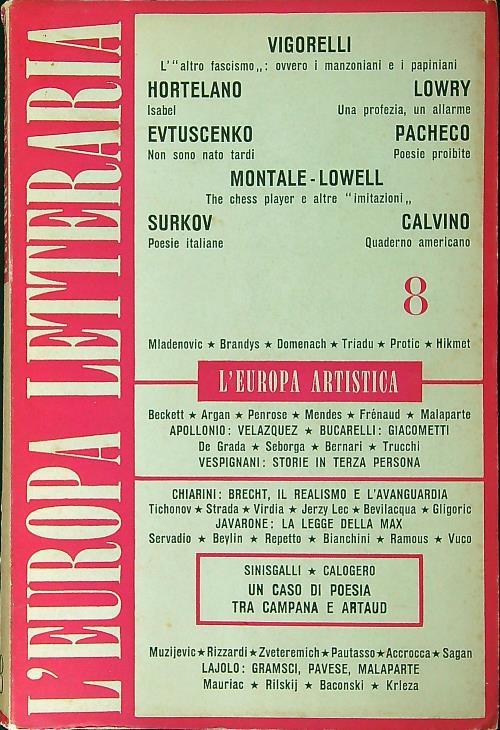 L'EUROPA LETTERARIA
VIGORELLI
L'"altro fascismo„: ovvero i manzoniani e i papiniani
HORTELANO LOWRY
Isabel Una profezia, un allarme
EVTUSCENKO PACHECO
Non sono nato tardi Poesie proibite
MONTALE - LOWELL
The chess player e altre "imitazioni„
SURKOV CALVINO
Poesie italiane Quaderno americano
8
Mladenovic ★ Brandys ★ Domenach ★ Triadu ★ Protic ★ Hikmet
L'EUROPA ARTISTICA
Beckett ★ Argan ★ Penrose ★ Mendes ★ Frénaud ★ Malaparte
APOLLONIO: VELAZQUEZ ★ BUCARELLI: GIACOMETTI
De Grada ★ Seborga ★ Bernari ★ Trucchi
VESPIGNANI: STORIE IN TERZA PERSONA
CHIARINI: BRECHT, IL REALISMO E L'AVANGUARDIA
Tichonov ★ Strada ★ Virdia ★ Jerzy Lec ★ Bevilacqua ★ Gligoric
JAVARONE: LA LEGGE DELLA MAX
Servadio ★ Beylin ★ Repetto ★ Bianchini ★ Ramous ★ Vuco
SINISGALLI ★ CALOGERO
UN CASO DI POESIA
TRA CAMPANA E ARTAUD
Muzijevic ★ Rizzardi ★ Zveteremich ★ Pautasso ★ Accrocca ★ Sagan
LAJOLO: GRAMSCI, PAVESE, MALAPARTE
Mauriac ★ Rilskij ★ Baconski ★ Krleza